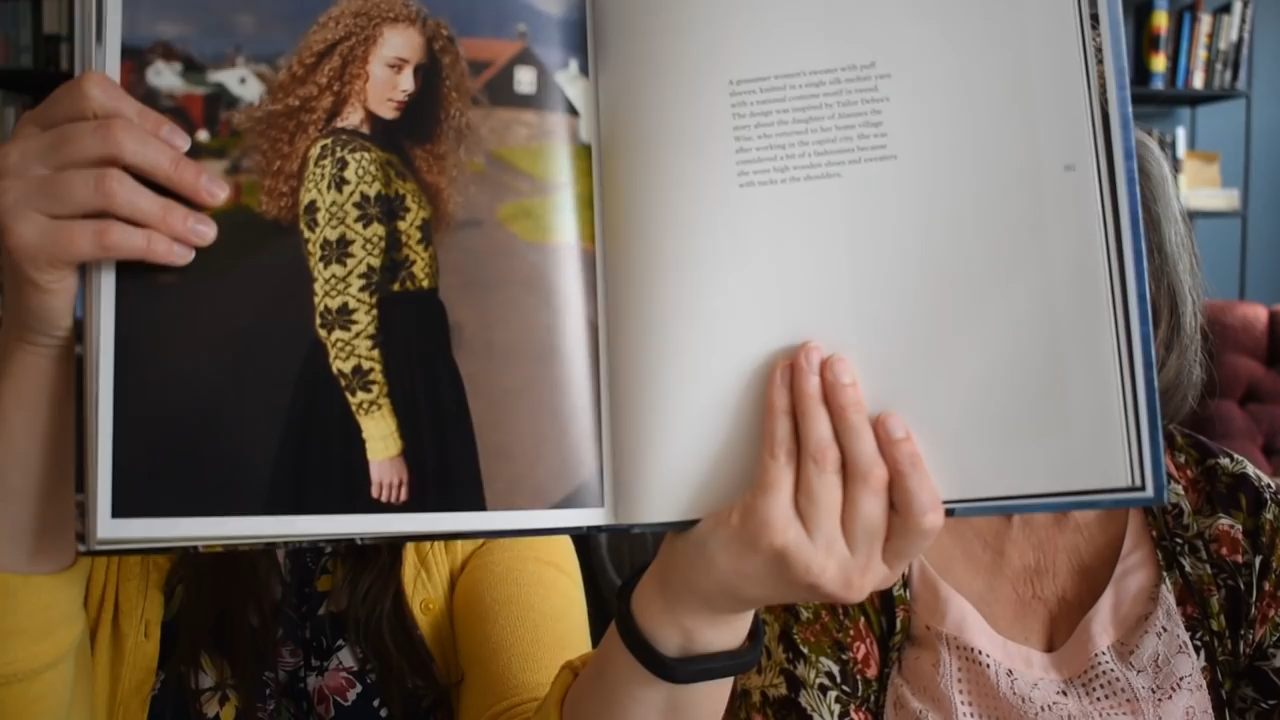 A gossamer women's sweater with puff
sleeves, knitted in a single silk mohair yarn
with a national costume motif in tweed.
The design was inspired by Tailor Debes's
story about the daughter of Jóannes the
Wise, who returned to her home village
after working in the capital city. She was
considered a bit of a fashionista because
she wore high wooden shoes and sweaters
with tucks at the shoulders.